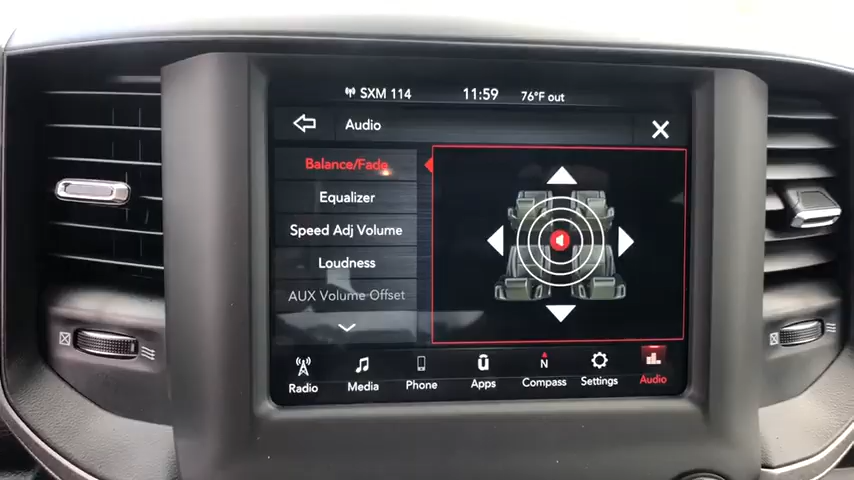 SXM 114 11:59 76°F out
Audio
Balance/Fade
Equalizer
Speed Adj Volume
Loudness
AUX Volume Offset
Radio Media Phone Apps N Compass Settings Audio